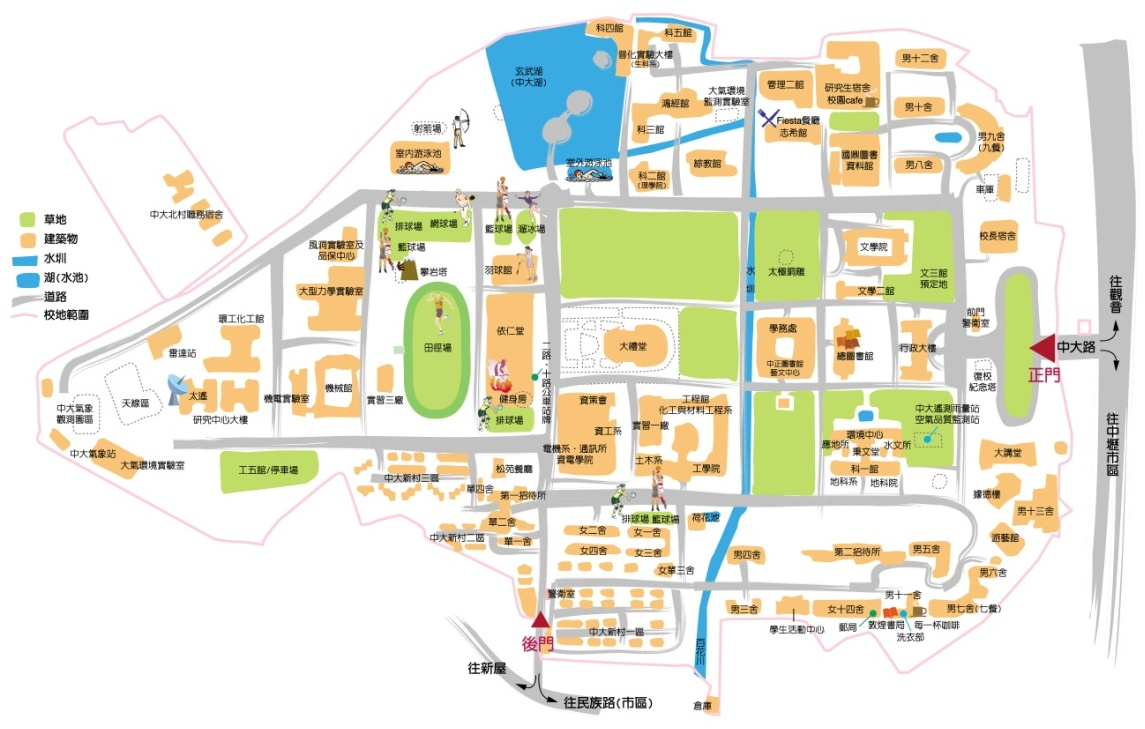 科四館
科五館
普化實驗大樓
(生科系)
玄武湖
(中大湖)
鴻經館
大氣環境
監測實驗室
管理二館
研究生宿舍
校園cafe
男十二舍
男十舍
男九舍
(九餐)
男八舍
車庫
Fiesta餐廳
志希館
國鼎圖書
資料館
科三館
綜教館
科二館
(理學院)
射箭場
室內游泳池
室外游泳池
中大北村職務宿舍
草地
建築物
水圳
湖(水池)
道路
校地範圍
風洞實驗室及
品保中心
大型力學實驗室
排球場
網球場
籃球場
攀岩塔
籃球場
溜冰場
羽球館
田徑場
依仁堂
健身房
排球場
二路、十路公車站牌
大禮堂
水圳
太極銅雕
文學院
文學二館
文三館
預定地
校長宿舍
前門
警衛室
往觀音
中大路
正門
復校
紀念塔
往中壢市區
學務處
中正圖書館
藝文中心
總圖書館
行政大樓
環工化工館
雷達站
太遙
研究中心大樓
天線區
中大氣象
觀測園區
中大氣象站
大氣環境實驗室
機電實驗室
機械館
實習三廠
工五館/停車場
資策會
資工系
電機系、通訊所
資電學院
工程館
化工與材料工程系
實習一廠
土木系
工學院
中大遙測雨量站
空氣品質監測站
環境中心
應地所
秉文堂
水文所
科一館
地科系
地科院
大講堂
據德樓
男十三舍
游藝館
男六舍
男五舍
第二招待所
男四舍
男三舍
學生活動中心
女十四舍
郵局
男十一舍
敦煌書局
洗衣部
每一杯咖啡
男七舍(七餐)
中大新村三區
松苑餐廳
單四舍
第一招待所
單二舍
單一舍
中大新村二區
排球場
籃球場
荷花池
女二舍
女一舍
女四舍
女三舍
女單三舍
警衛室
中大新村一區
後門
往新屋
往民族路(市區)
百花川
倉庫